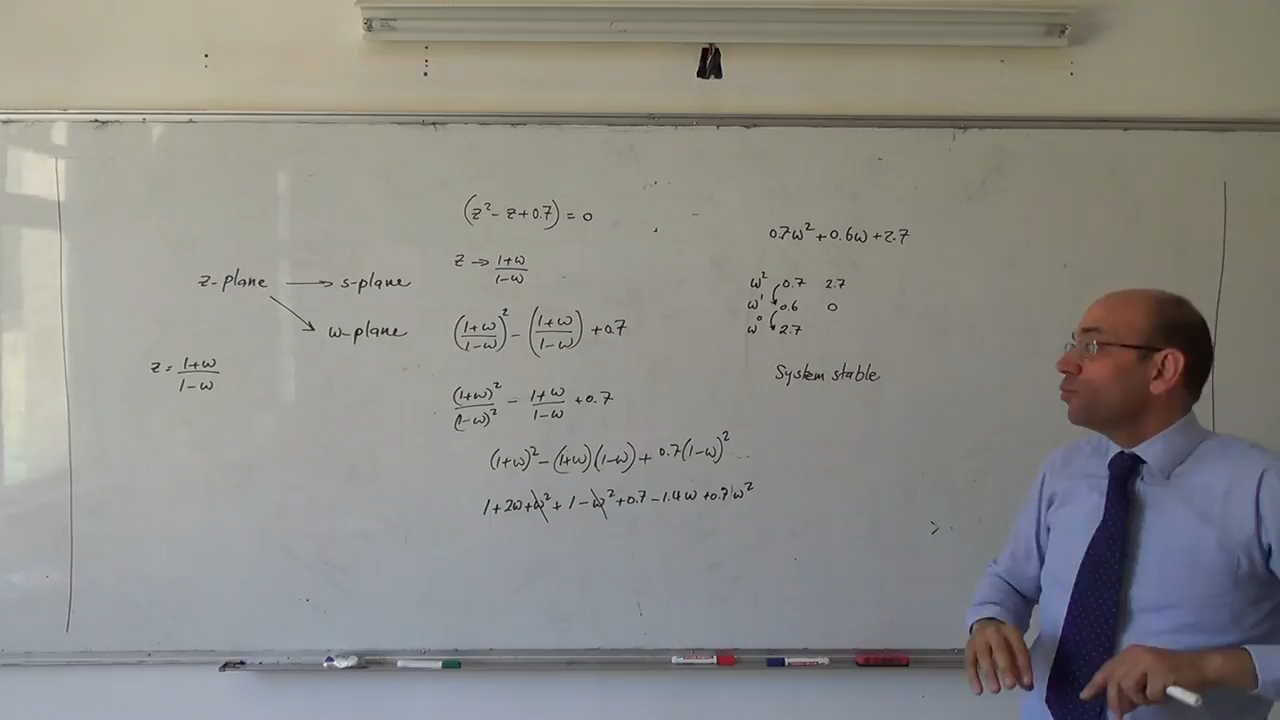 z-plane → s-plane
↘ w-plane
z = (1+ω)/(1-ω)
(z² - z + 0.7) = 0
z → (1+ω)/(1-ω)
((1+ω)/(1-ω))² - ((1+ω)/(1-ω)) + 0.7
(1+ω)²/(1-ω)² - (1+ω)/(1-ω) + 0.7
(1+ω)² - (1+ω)(1-ω) + 0.7(1-ω)²
1 + 2ω + ω² + 1 - ω² + 0.7 - 1.4ω + 0.7ω²
0.7ω² + 0.6ω + 2.7
ω² 0.7 2.7
ω¹ 0.6 0
ω⁰ 2.7
System stable